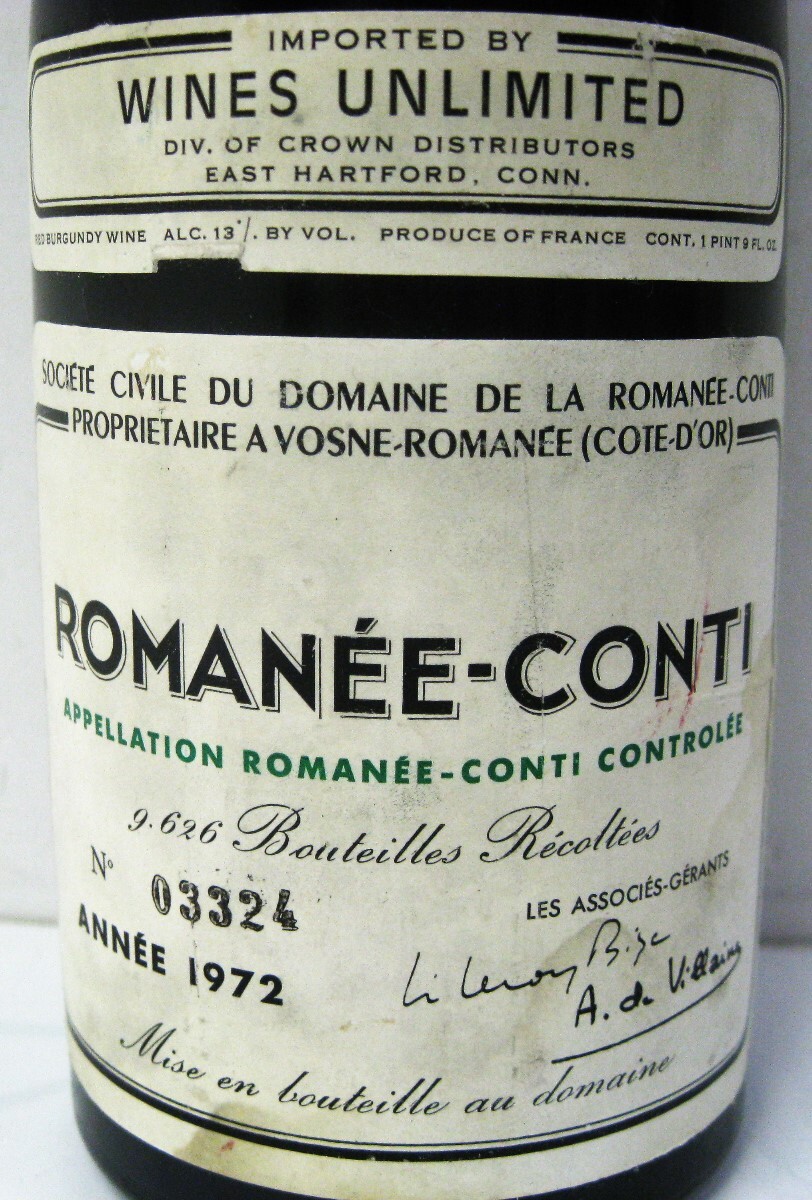 IMPORTED BY
WINES UNLIMITED
DIV. OF CROWN DISTRIBUTORS
EAST HARTFORD, CONN.
RED BURGUNDY WINE ALC. 13°/. BY VOL. PRODUCE OF FRANCE CONT. 1 PINT 9 FL. OZ.
SOCIÉTÉ CIVILE DU DOMAINE DE LA ROMANÉE-CONTI
PROPRIÉTAIRE A VOSNE-ROMANÉE (COTE-D'OR)
ROMANÉE-CONTI
APPELLATION ROMANÉE-CONTI CONTROLÉE
9.626 Bouteilles Récoltées
N° 03324
LES ASSOCIÉS-GÉRANTS
ANNÉE 1972
L. Leroy Bize
A. de Villaine
Mise en bouteille au domaine